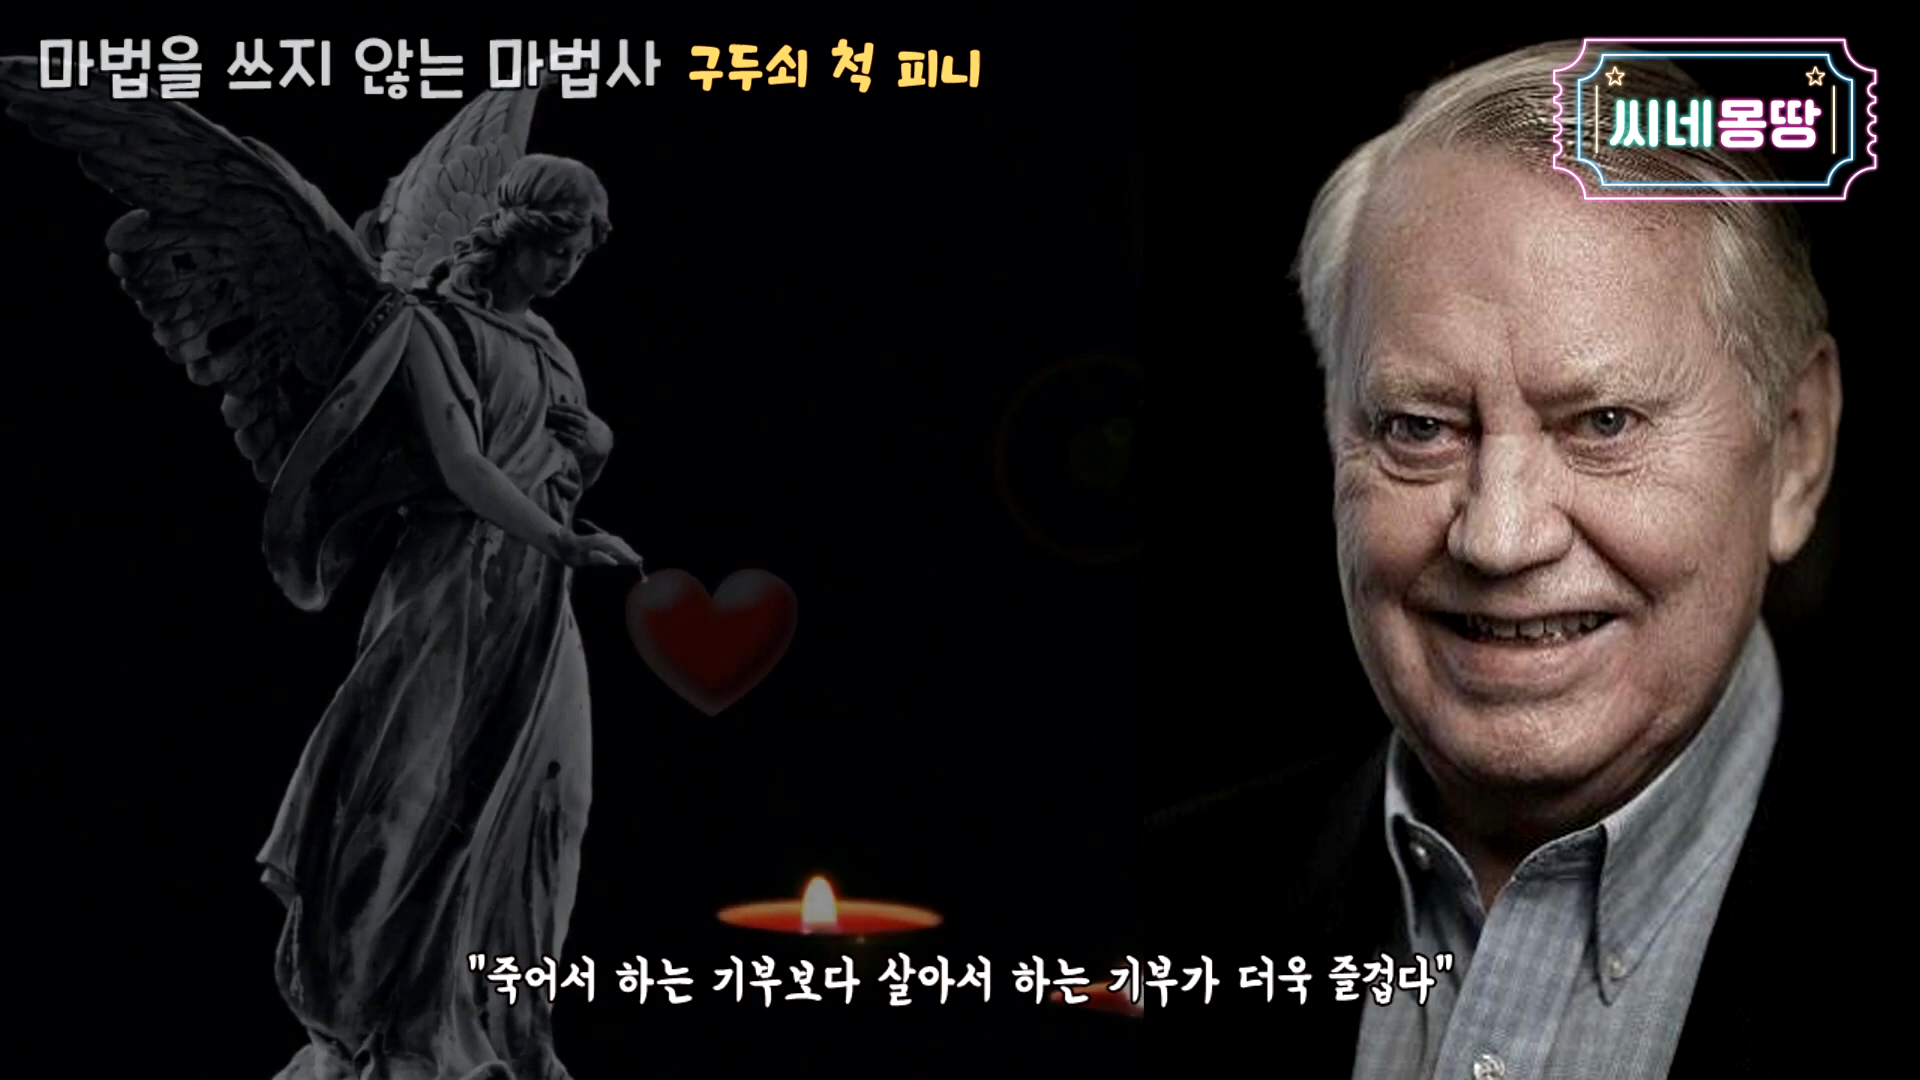 마법을 쓰지 않는 마법사 구두쇠 척 피니
씨네몽땅
"죽어서 하는 기부보다 살아서 하는 기부가 더욱 즐겁다"